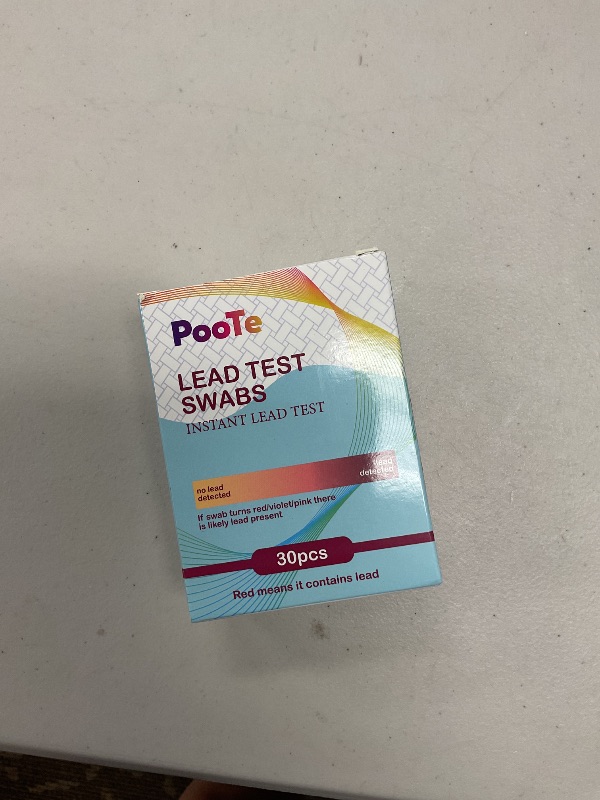 PooTe
LEAD TEST
SWABS
INSTANT LEAD TEST
no lead
detected
lead
detected
If swab turns red/violet/pink there
is likely lead present
30pcs
Red means it contains lead